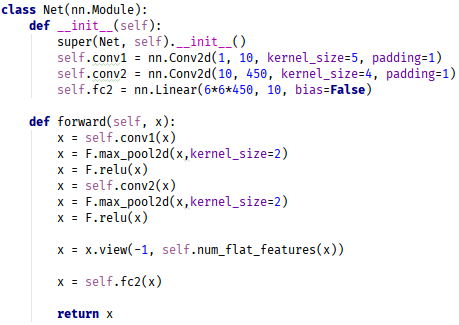 class Net(nn.Module):
    def __init__(self):
        super(Net, self).__init__()
        self.conv1 = nn.Conv2d(1, 10, kernel_size=5, padding=1)
        self.conv2 = nn.Conv2d(10, 450, kernel_size=4, padding=1)
        self.fc2 = nn.Linear(6*6*450, 10, bias=False)

    def forward(self, x):
        x = self.conv1(x)
        x = F.max_pool2d(x,kernel_size=2)
        x = F.relu(x)
        x = self.conv2(x)
        x = F.max_pool2d(x,kernel_size=2)
        x = F.relu(x)

        x = x.view(-1, self.num_flat_features(x))

        x = self.fc2(x)

        return x